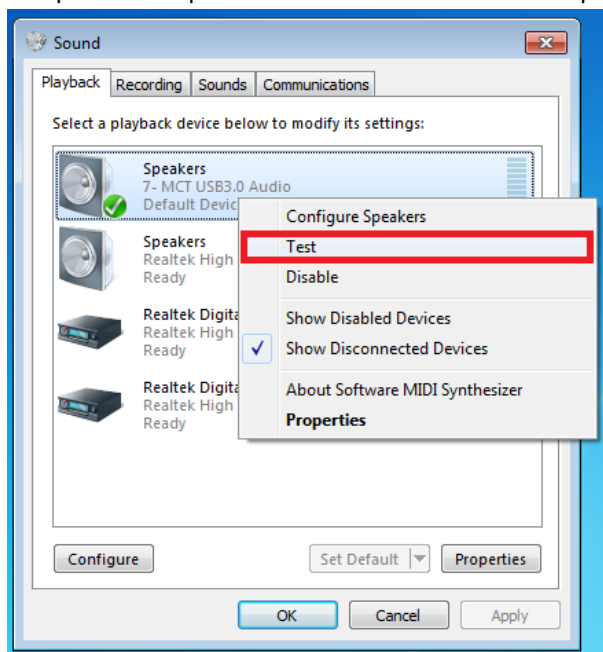 Sound
Playback Recording Sounds Communications
Select a playback device below to modify its settings:
Speakers
7- MCT USB3.0 Audio
Default Devic
Configure Speakers
Speakers
Test
Realtek High
Ready
Disable
Realtek Digita
Show Disabled Devices
Realtek High
Ready
Show Disconnected Devices
Realtek Digita
About Software MIDI Synthesizer
Realtek High
Ready
Properties
Configure Set Default Properties
OK Cancel Apply